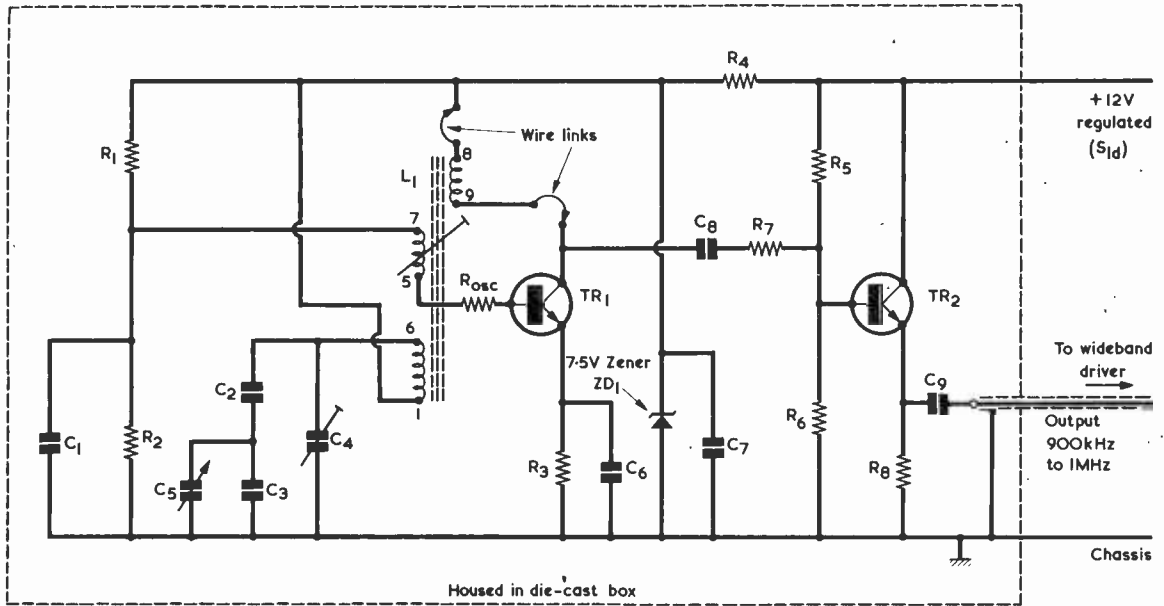 R4
+12V
regulated
(S1d)
Wire links
R1
8
L1
R5
9
7
C8
R7
5
Rosc
TR1
TR2
6
7·5V Zener
ZD1
To wideband
driver
C9
C2
1
Output
900kHz
to 1MHz
C1
R2
C4
R6
C5
C3
R3
C6
C7
R8
Chassis
Housed in die-cast box